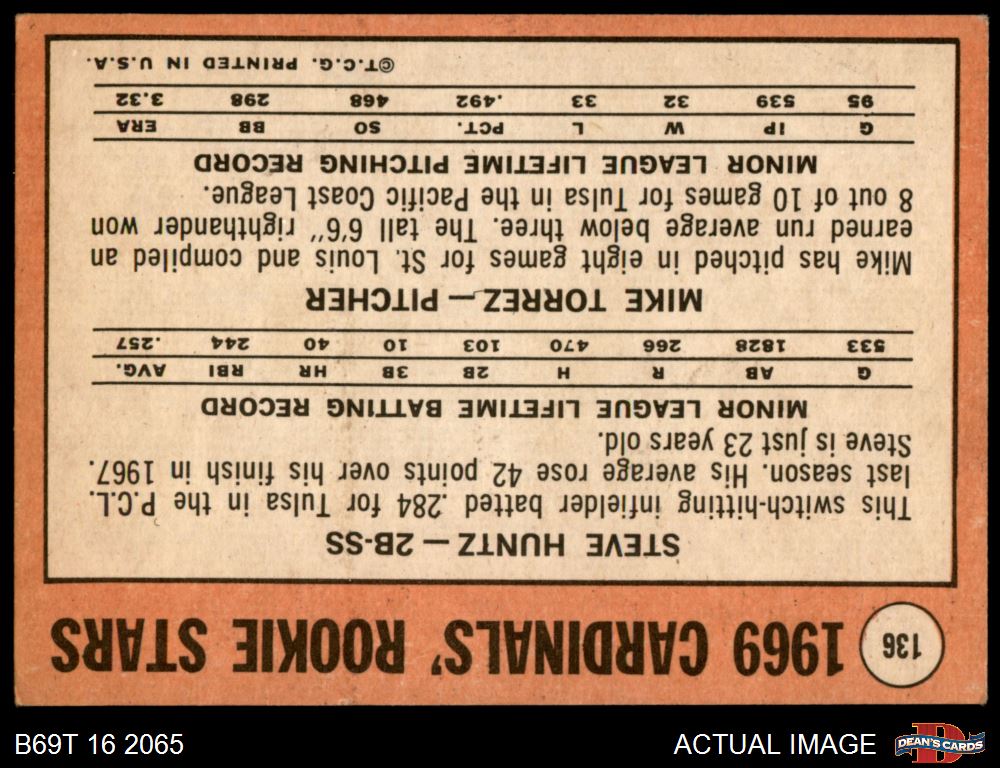 136
1969 CARDINALS' ROOKIE STARS
STEVE HUNTZ — 2B-SS
This switch-hitting infielder batted .284 for Tulsa in the P.C.L.
last season. His average rose 42 points over his finish in 1967.
Steve is just 23 years old.
MINOR LEAGUE LIFETIME BATTING RECORD
G AB R H 2B 3B HR RBI AVG.
533 1828 266 470 103 10 40 244 .257
MIKE TORREZ — PITCHER
Mike has pitched in eight games for St. Louis and compiled an
earned run average below three. The tall 6'6" righthander won
8 out of 10 games for Tulsa in the Pacific Coast League.
MINOR LEAGUE LIFETIME PITCHING RECORD
G IP W L PCT. SO BB ERA
95 539 32 33 .492 468 298 3.32
©T.C.G. PRINTED IN U.S.A.
B69T 16 2065
ACTUAL IMAGE
DEAN'S CARDS